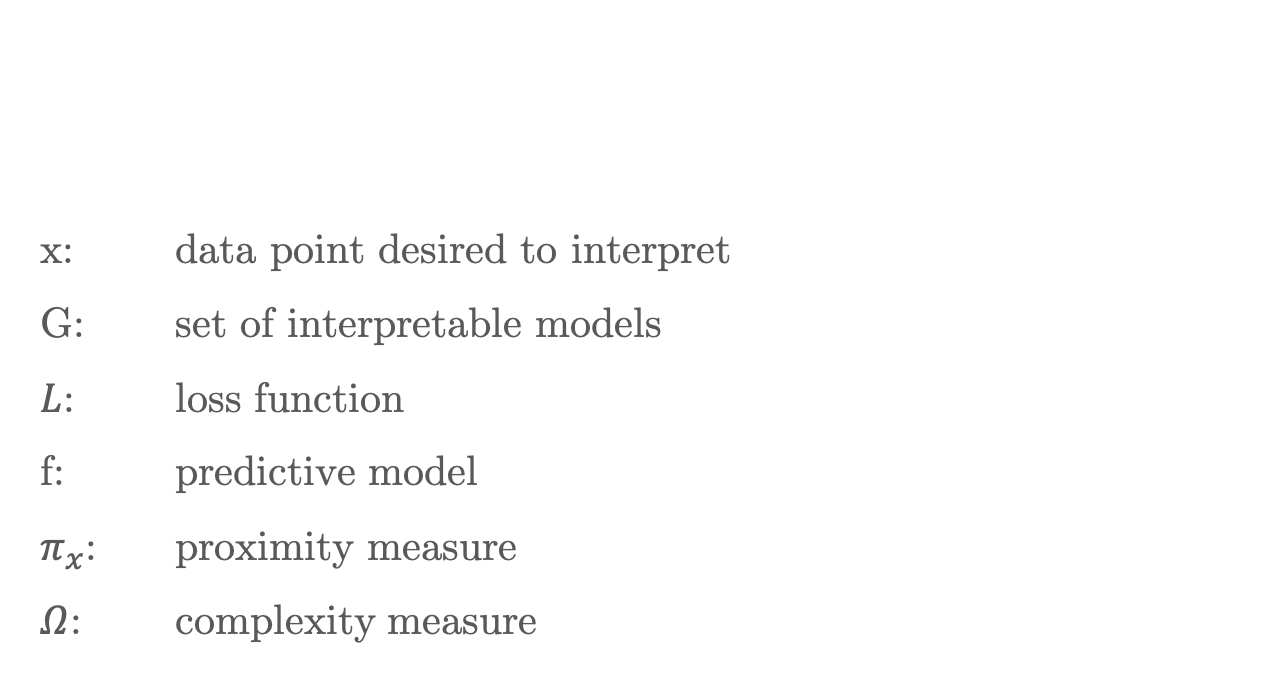 x: data point desired to interpret
G: set of interpretable models
L: loss function
f: predictive model
πₓ: proximity measure
Ω: complexity measure